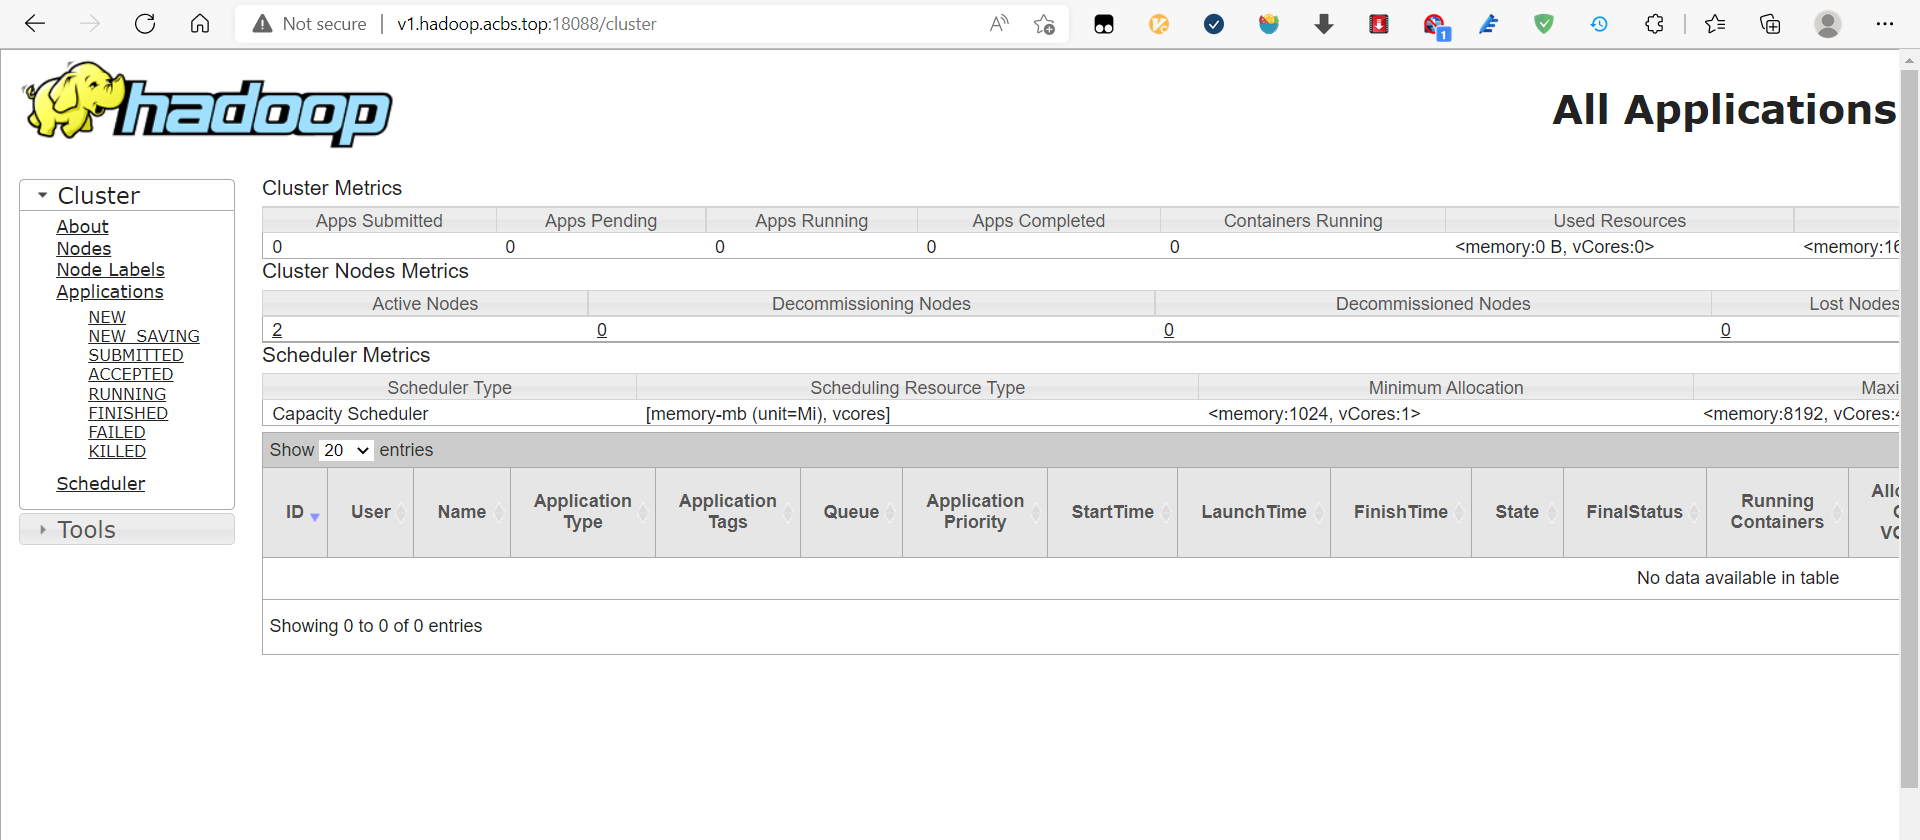 Not secure v1.hadoop.acbs.top:18088/cluster
1
hadoop
All Applications
Cluster
About
Nodes
Node Labels
Applications
NEW
NEW_SAVING
SUBMITTED
ACCEPTED
RUNNING
FINISHED
FAILED
KILLED
Scheduler
Tools
Cluster Metrics
Apps Submitted Apps Pending Apps Running Apps Completed Containers Running Used Resources
0 0 0 0 0 <memory:0 B, vCores:0> <memory:16
Cluster Nodes Metrics
Active Nodes Decommissioning Nodes Decommissioned Nodes Lost Nodes
2 0 0 0
Scheduler Metrics
Scheduler Type Scheduling Resource Type Minimum Allocation Maxi
Capacity Scheduler [memory-mb (unit=Mi), vcores] <memory:1024, vCores:1> <memory:8192, vCores:4
Show 20 entries
ID User Name Application Type Application Tags Queue Application Priority StartTime LaunchTime FinishTime State FinalStatus Running Containers
No data available in table
Showing 0 to 0 of 0 entries